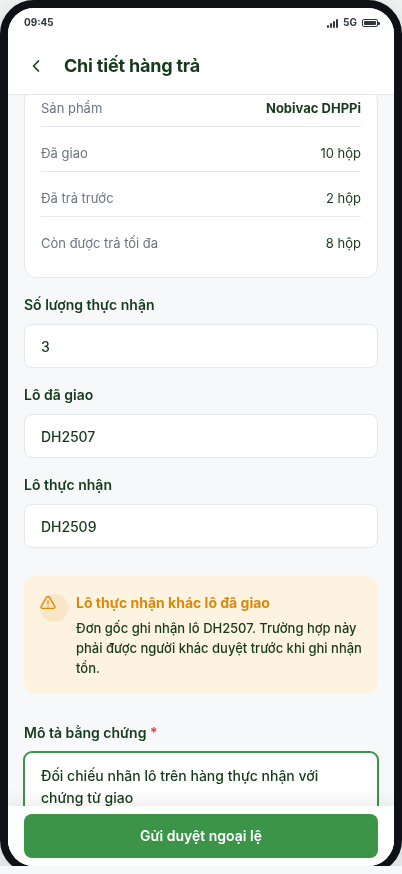 09:45 5G
Chi tiết hàng trả
Sản phẩm Nobivac DHPPi
Đã giao 10 hộp
Đã trả trước 2 hộp
Còn được trả tối đa 8 hộp
Số lượng thực nhận
3
Lô đã giao
DH2507
Lô thực nhận
DH2509
Lô thực nhận khác lô đã giao
Đơn gốc ghi nhận lô DH2507. Trường hợp này
phải được người khác duyệt trước khi ghi nhận
tồn.
Mô tả bằng chứng *
Đối chiếu nhãn lô trên hàng thực nhận với
chứng từ giao
Gửi duyệt ngoại lệ